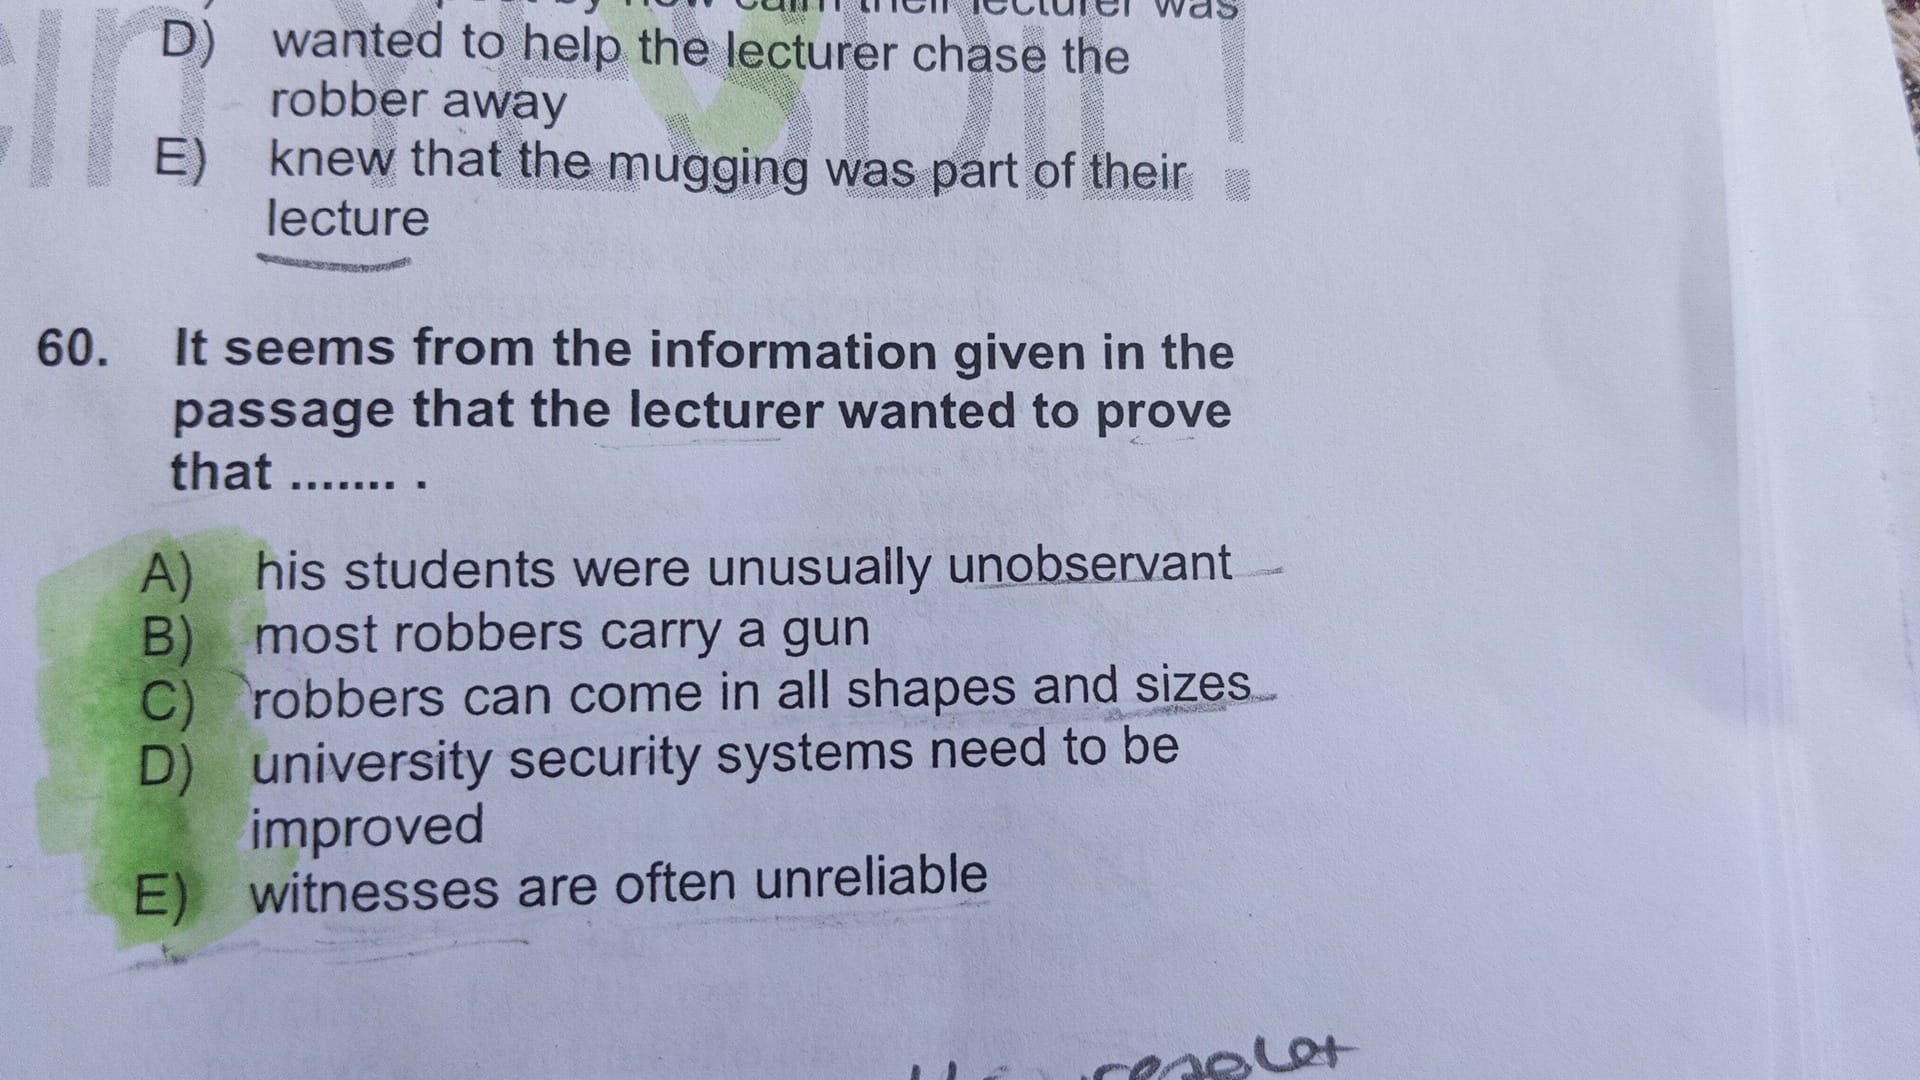 calm their lecturer was
D) wanted to help the lecturer chase the
robber away
E) knew that the mugging was part of their
lecture
60. It seems from the information given in the
passage that the lecturer wanted to prove
that ........ .
A) his students were unusually unobservant
B) most robbers carry a gun
C) robbers can come in all shapes and sizes
D) university security systems need to be
improved
E) witnesses are often unreliable